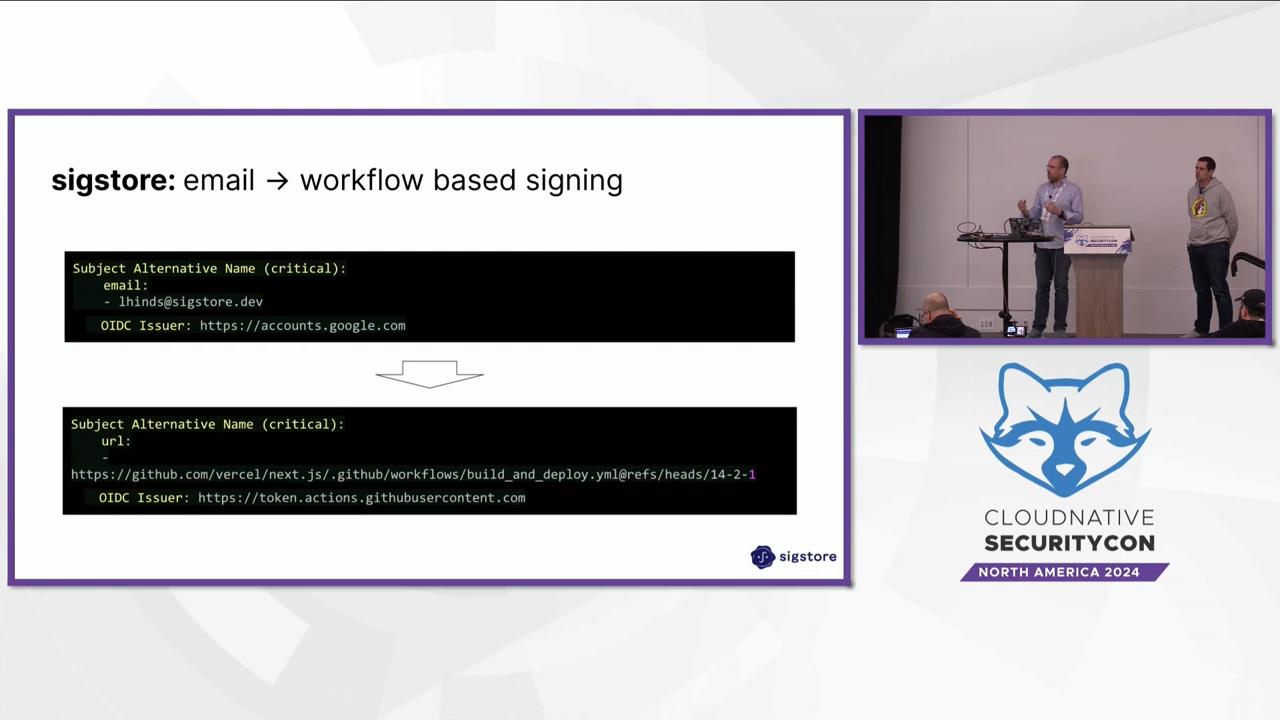 sigstore: email → workflow based signing
Subject Alternative Name (critical):
email:
- lhinds@sigstore.dev
OIDC Issuer: https://accounts.google.com
Subject Alternative Name (critical):
url:
-
https://github.com/vercel/next.js/.github/workflows/build_and_deploy.yml@refs/heads/14-2-1
OIDC Issuer: https://token.actions.githubusercontent.com
sigstore
CLOUDNATIVE
SECURITYCON
NORTH AMERICA 2024